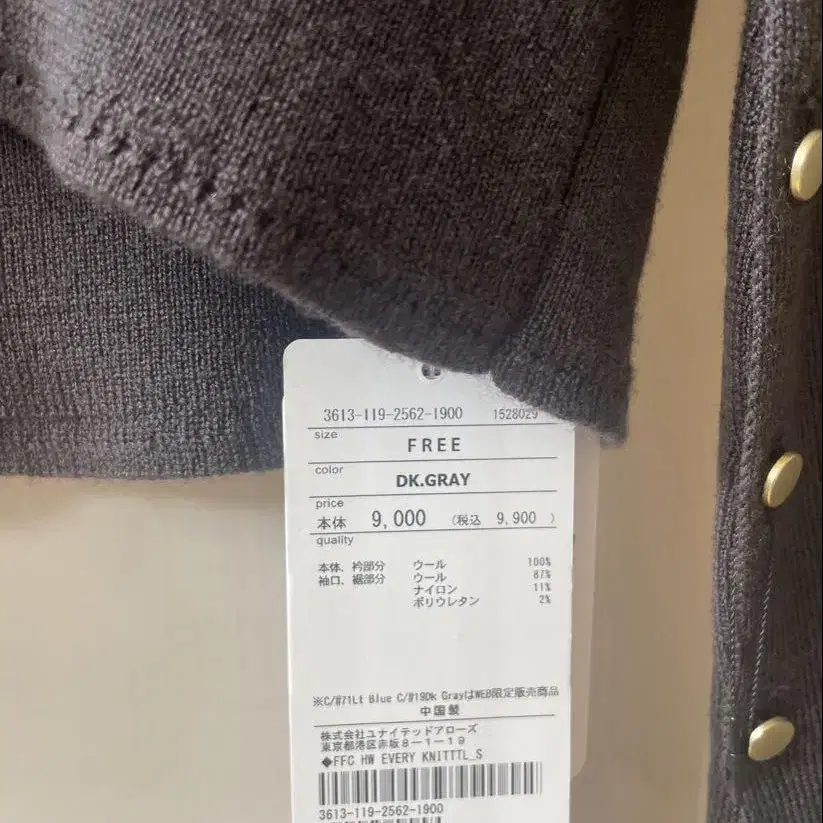 3613-119-2562-1900 1528029
size
FREE
color
DK.GRAY
price
本体 9,000 (税込 9,900 )
quality
本体、衿部分 ウール 100%
袖口、裾部分 ウール 87%
ナイロン 11%
ポリウレタン 2%
※C/#71Lt Blue C/#19Dk GrayはWEB限定販売商品
中国製
株式会社ユナイテッドアローズ
東京都港区赤坂8-1-19
◆FFC HW EVERY KNITTTL_S
3613-119-2562-1900